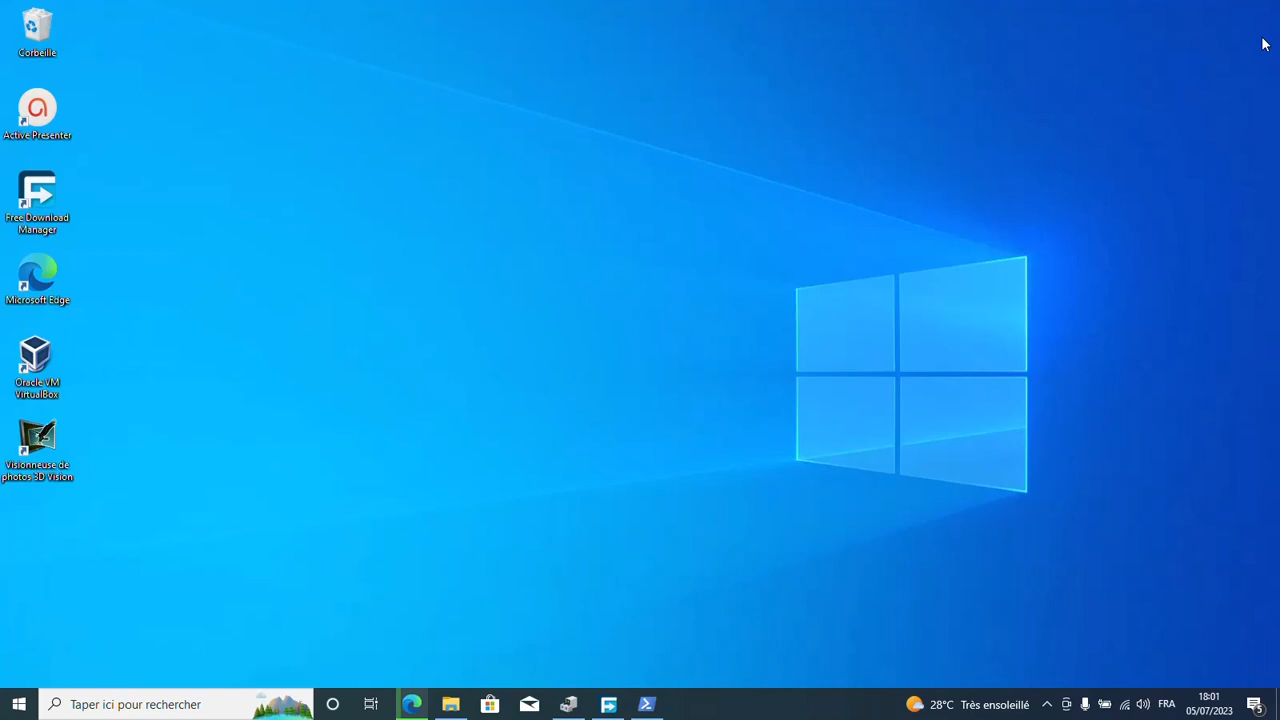 Corbeille
Active Presenter
Free Download
Manager
Microsoft Edge
Oracle VM
VirtualBox
Visionneuse de
photos 3D Vision
Taper ici pour rechercher
28°C Très ensoleillé
FRA
18:01
05/07/2023
5